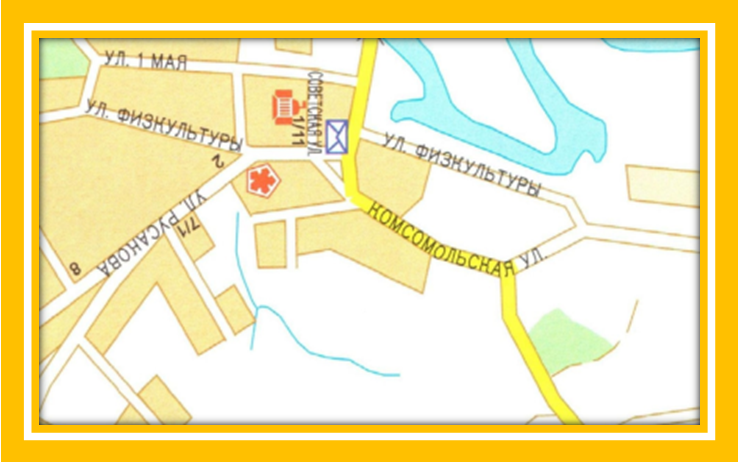 УЛ. 1 МАЯ
СОВЕТСКАЯ УЛ.
1/11
УЛ. ФИЗКУЛЬТУРЫ
УЛ. ФИЗКУЛЬТУРЫ
2
УЛ. РУСАНОВА
7/1
8
КОМСОМОЛЬСКАЯ УЛ.